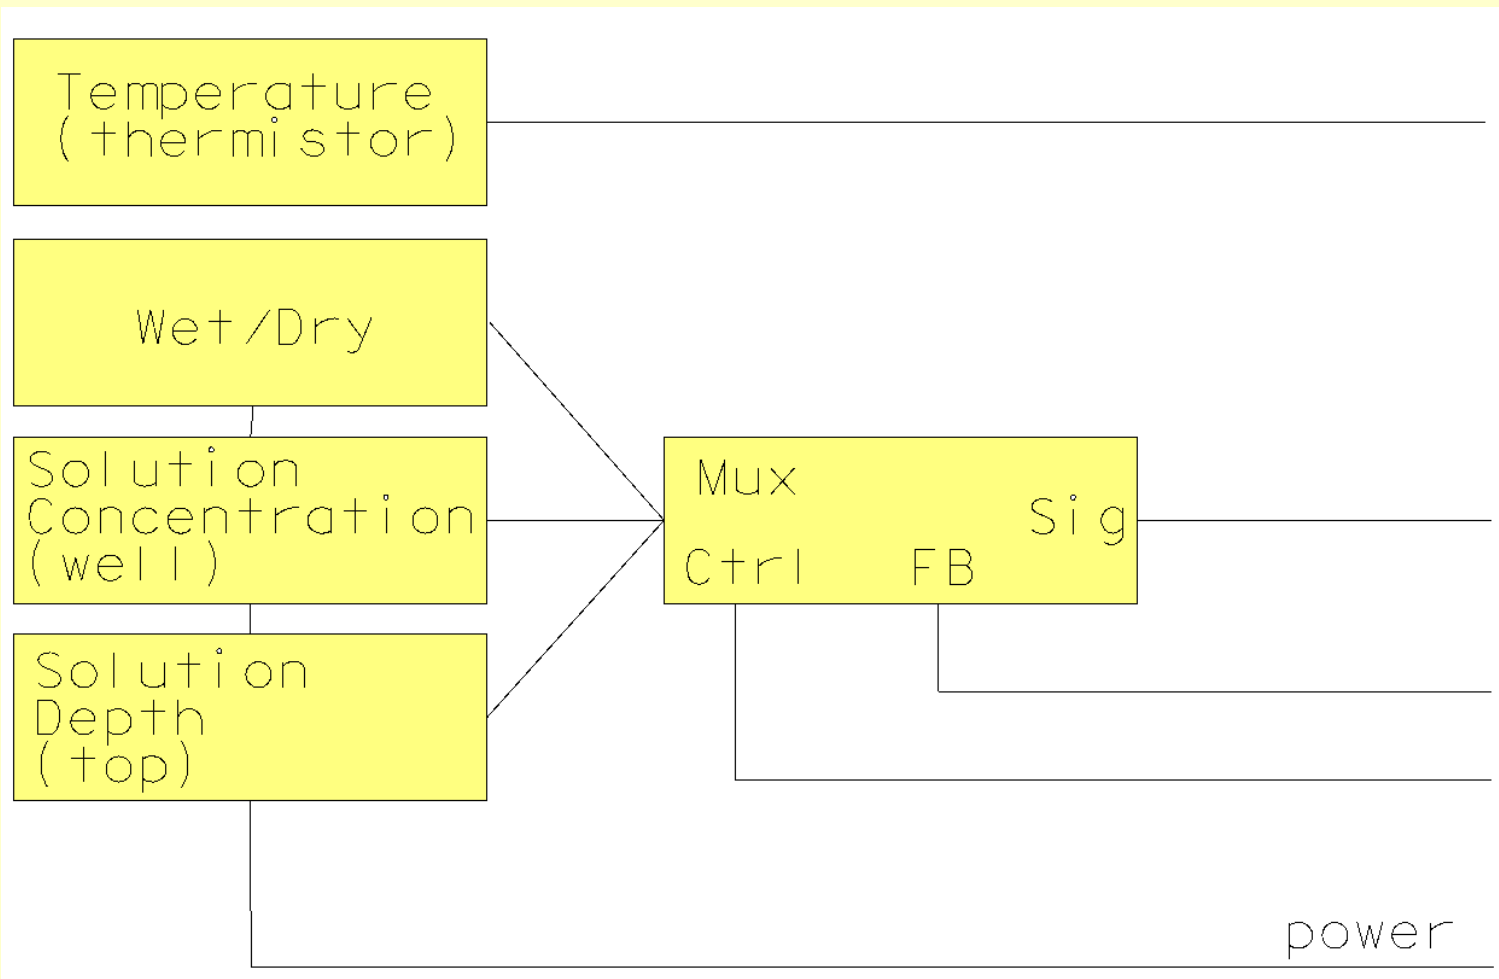 Temperature
(thermistor)
Wet/Dry
Solution
Concentration
(well)
Mux
Sig
Ctrl FB
Solution
Depth
(top)
power